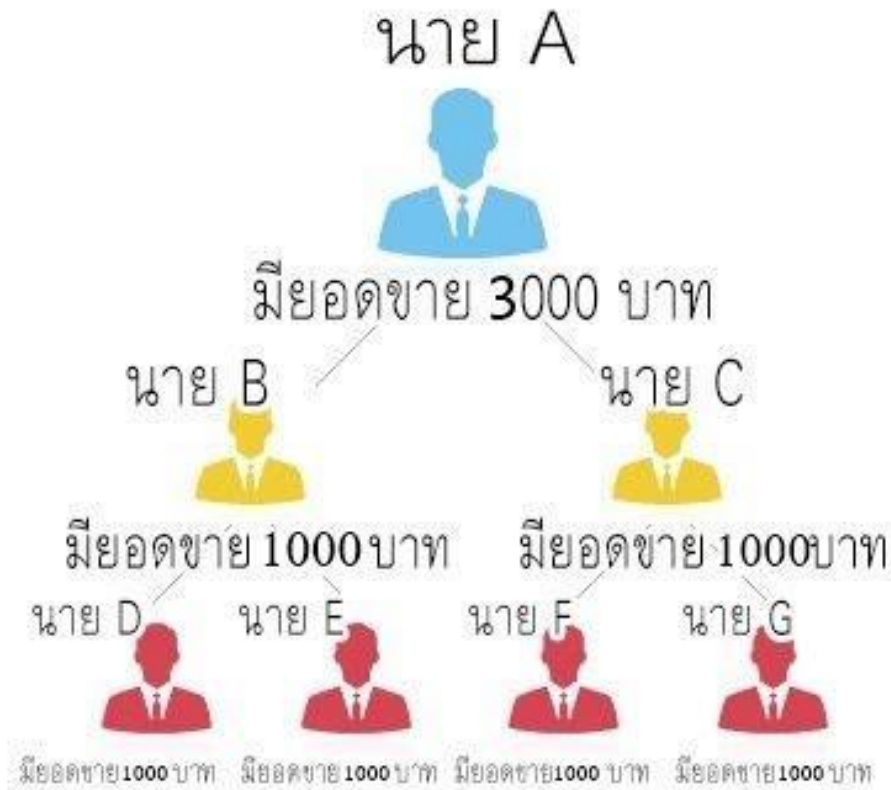 นาย A
มียอดขาย 3000 บาท
นาย B
นาย C
มียอดขาย 1000 บาท
มียอดขาย 1000บาท
นาย D
นาย E
นาย F
นาย G
มียอดขาย1000 บาท
มียอดขาย1000 บาท
มียอดขาย1000 บาท
มียอดขาย1000 บาท